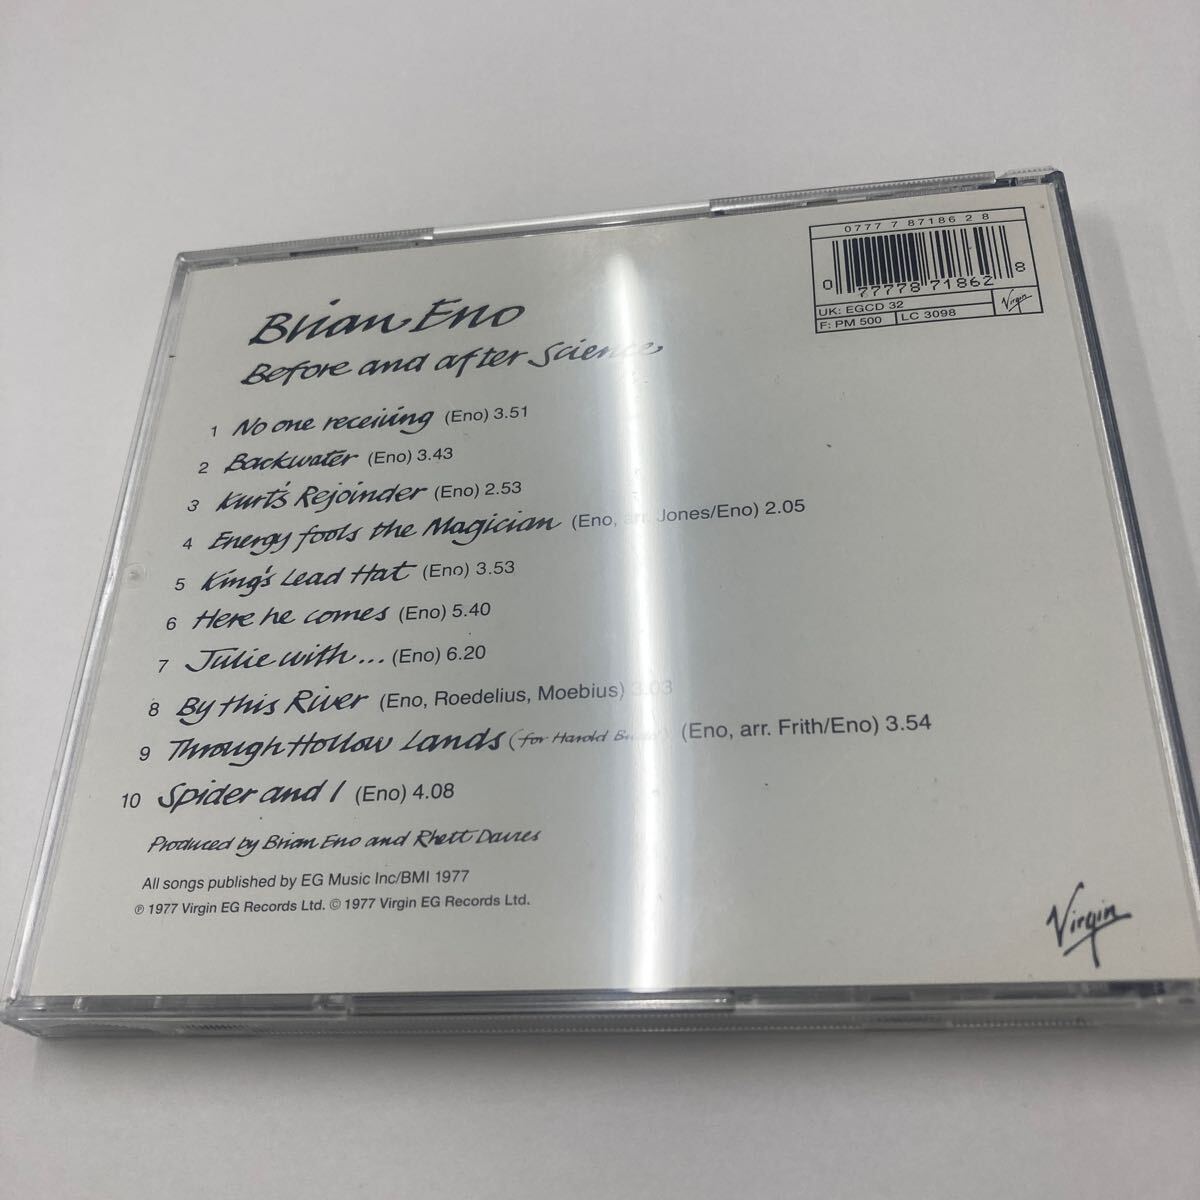 0777 7 87186 2 8
0 77778 71862 8
UK: EGCD 32
F: PM 500 LC 3098
Virgin
Brian Eno
Before and after Science
1 No one receiving (Eno) 3.51
2 Backwater (Eno) 3.43
3 Kurt's Rejoinder (Eno) 2.53
4 Energy fools the Magician (Eno, arr. Jones/Eno) 2.05
5 King's Lead Hat (Eno) 3.53
6 Here he comes (Eno) 5.40
7 Julie with... (Eno) 6.20
8 By this River (Eno, Roedelius, Moebius) 3.03
9 Through Hollow Lands (for Harold Budd) (Eno, arr. Frith/Eno) 3.54
10 Spider and I (Eno) 4.08
Produced by Brian Eno and Rhett Davies
All songs published by EG Music Inc/BMI 1977
℗ 1977 Virgin EG Records Ltd. © 1977 Virgin EG Records Ltd.
Virgin